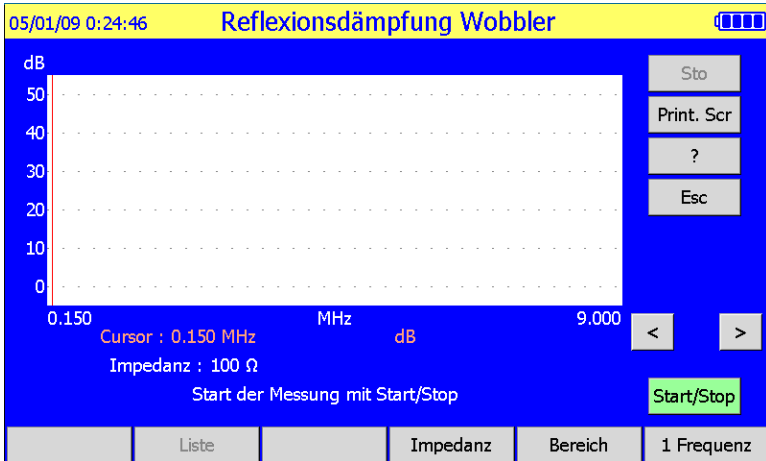 05/01/09 0:24:46 Reflexionsdämpfung Wobbler
dB
50
40
30
20
10
0
0.150 MHz 9.000
Cursor : 0.150 MHz dB
Impedanz : 100 Ω
Start der Messung mit Start/Stop
Sto
Print. Scr
?
Esc
< >
Start/Stop
Liste Impedanz Bereich 1 Frequenz